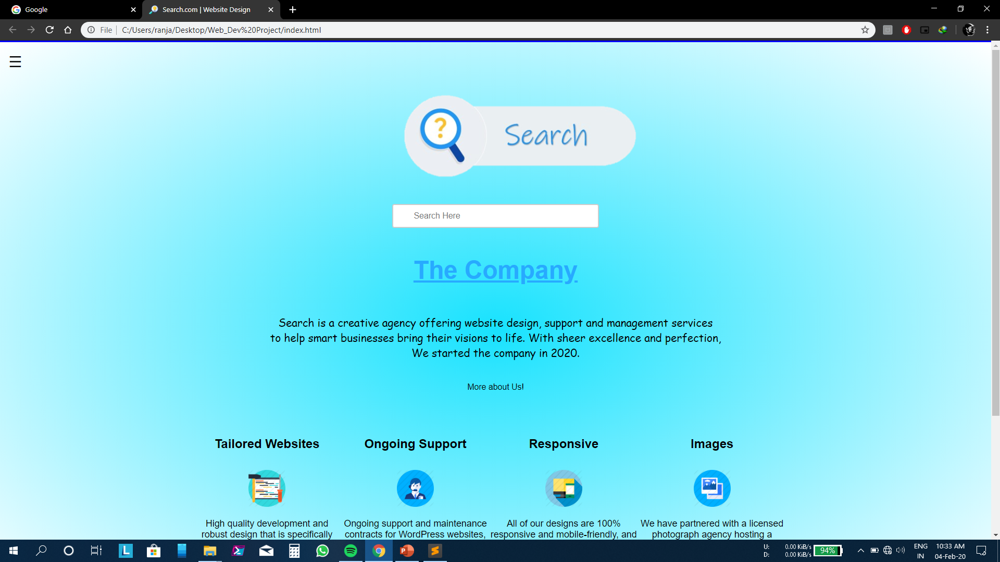 Google
Search.com | Website Design
File
C:/Users/ranja/Desktop/Web_Dev%20Project/index.html
?
Search
Search Here
The Company
Search is a creative agency offering website design, support and management services
to help smart businesses bring their visions to life. With sheer excellence and perfection,
We started the company in 2020.
More about Us!
Tailored Websites
Ongoing Support
Responsive
Images
High quality development and
robust design that is specifically
Ongoing support and maintenance
contracts for WordPress websites,
All of our designs are 100%
responsive and mobile-friendly, and
We have partnered with a licensed
photograph agency hosting a
L
P
S
U: 0.00 KiB/s
D: 0.00 KiB/s
94%
ENG
IN
10:33 AM
04-Feb-20